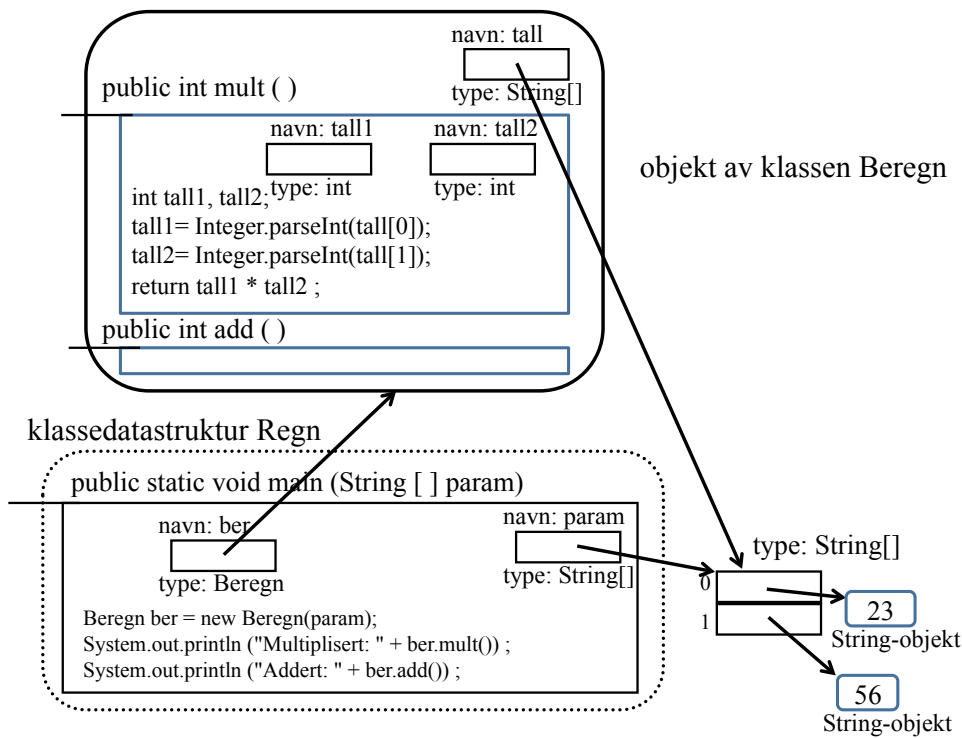 navn: tall
type: String[]
public int mult ( )
navn: tall1
navn: tall2
type: int
type: int
int tall1, tall2;
tall1= Integer.parseInt(tall[0]);
tall2= Integer.parseInt(tall[1]);
return tall1 * tall2 ;
public int add ( )
objekt av klassen Beregn
klassedatastruktur Regn
public static void main (String [ ] param)
navn: ber
type: Beregn
navn: param
type: String[]
Beregn ber = new Beregn(param);
System.out.println ("Multiplisert: " + ber.mult()) ;
System.out.println ("Addert: " + ber.add()) ;
type: String[]
0
1
23
String-objekt
56
String-objekt